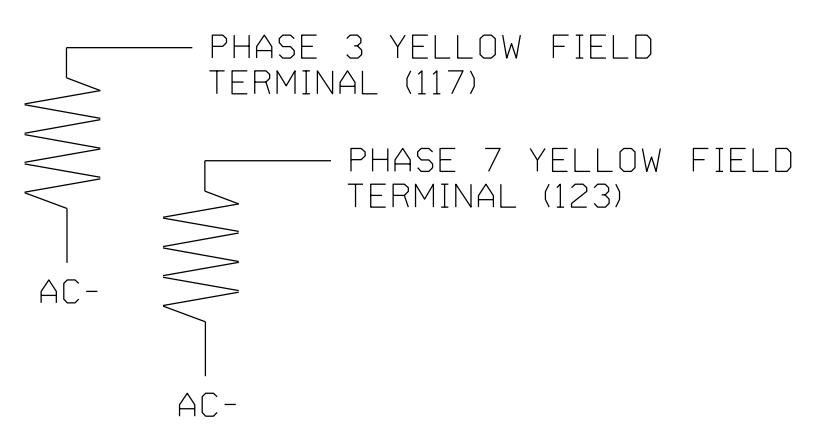 PHASE 3 YELLOW FIELD
TERMINAL (117)
PHASE 7 YELLOW FIELD
TERMINAL (123)
AC-
AC-